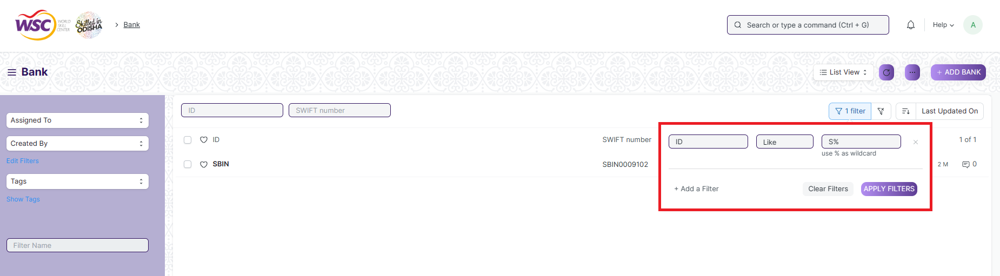 WSC WORLD SKILL CENTER
Skilled in ODISHA
Bank
Search or type a command (Ctrl + G)
Help
A
Bank
List View
+ ADD BANK
Assigned To
Created By
Edit Filters
Tags
Show Tags
Filter Name
ID
SWIFT number
1 filter
Last Updated On
ID
SWIFT number
1 of 1
SBIN
SBIN0009102
2 M
0
ID
Like
S%
use % as wildcard
+ Add a Filter
Clear Filters
APPLY FILTERS